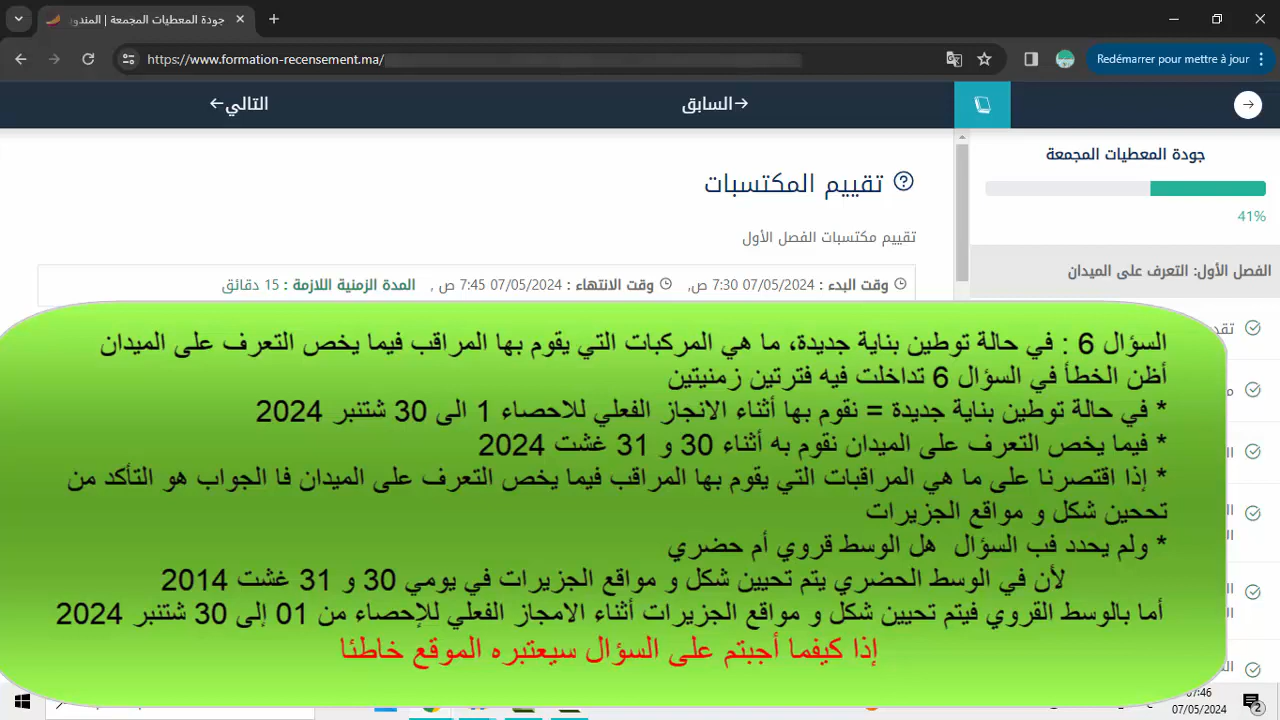 جودة المعطيات المجمعة | المندو
https://www.formation-recensement.ma/
Redémarrer pour mettre à jour
السابق
التالي
جودة المعطيات المجمعة
41%
تقييم المكتسبات
تقييم مكتسبات الفصل الأول
الفصل الأول: التعرف على الميدان
وقت البدء : 07/05/2024 7:30 ص, وقت الانتهاء : 07/05/2024 7:45 ص , المدة الزمنية اللازمة : 15 دقائق
السؤال 6 : في حالة توطين بناية جديدة، ما هي المركبات التي يقوم بها المراقب فيما يخص التعرف على الميدان
أظن الخطأ في السؤال 6 تداخلت فيه فترتين زمنيتين
* في حالة توطين بناية جديدة = نقوم بها أثناء الانجاز الفعلي للاحصاء 1 الى 30 شتنبر 2024
* فيما يخص التعرف على الميدان نقوم به أثناء 30 و 31 غشت 2024
* إذا اقتصرنا على ما هي المراقبات التي يقوم بها المراقب فيما يخص التعرف على الميدان فا الجواب هو التأكد من
تححين شكل و مواقع الجزيرات
* ولم يحدد فب السؤال هل الوسط قروي أم حضري
لأن في الوسط الحضري يتم تحيين شكل و مواقع الجزيرات في يومي 30 و 31 غشت 2014
أما بالوسط القروي فيتم تحيين شكل و مواقع الجزيرات أثناء الامجاز الفعلي للإحصاء من 01 إلى 30 شتنبر 2024
إذا كيفما أجبتم على السؤال سيعتبره الموقع خاطئا
07:46
07/05/2024
2